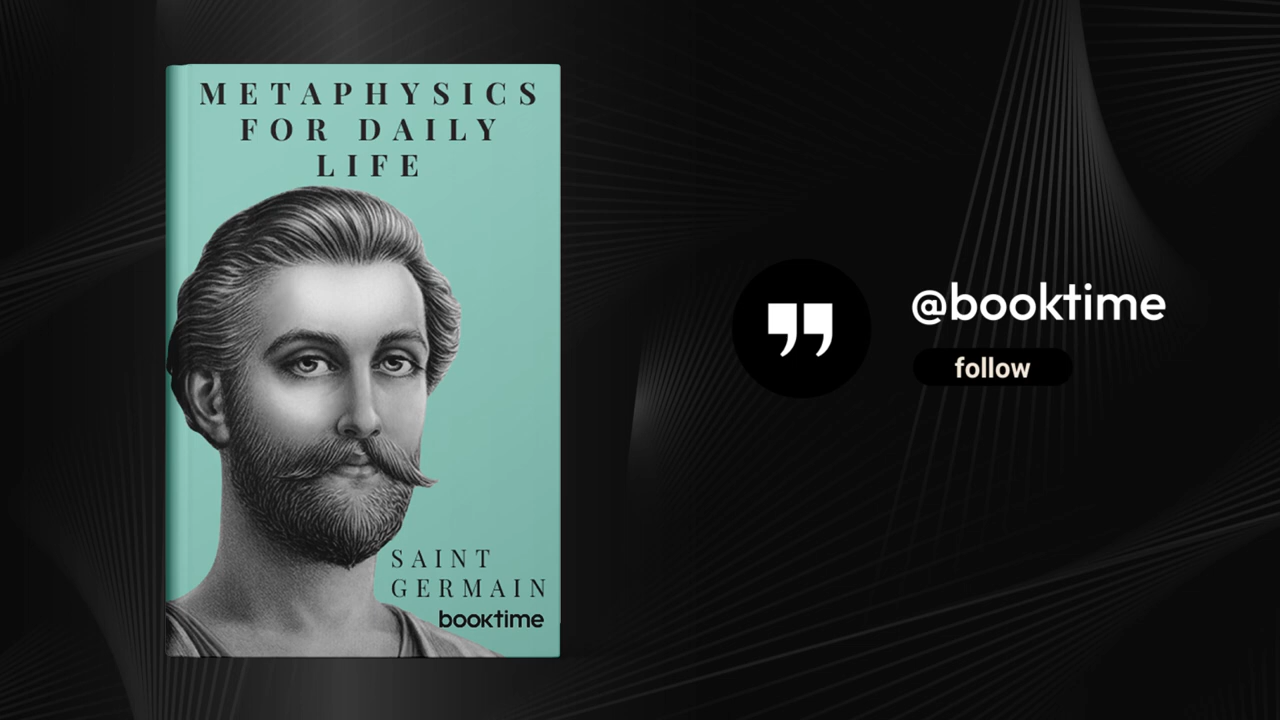 METAPHYSICS
FOR DAILY
LIFE
SAINT
GERMAIN
booktime
@booktime
follow